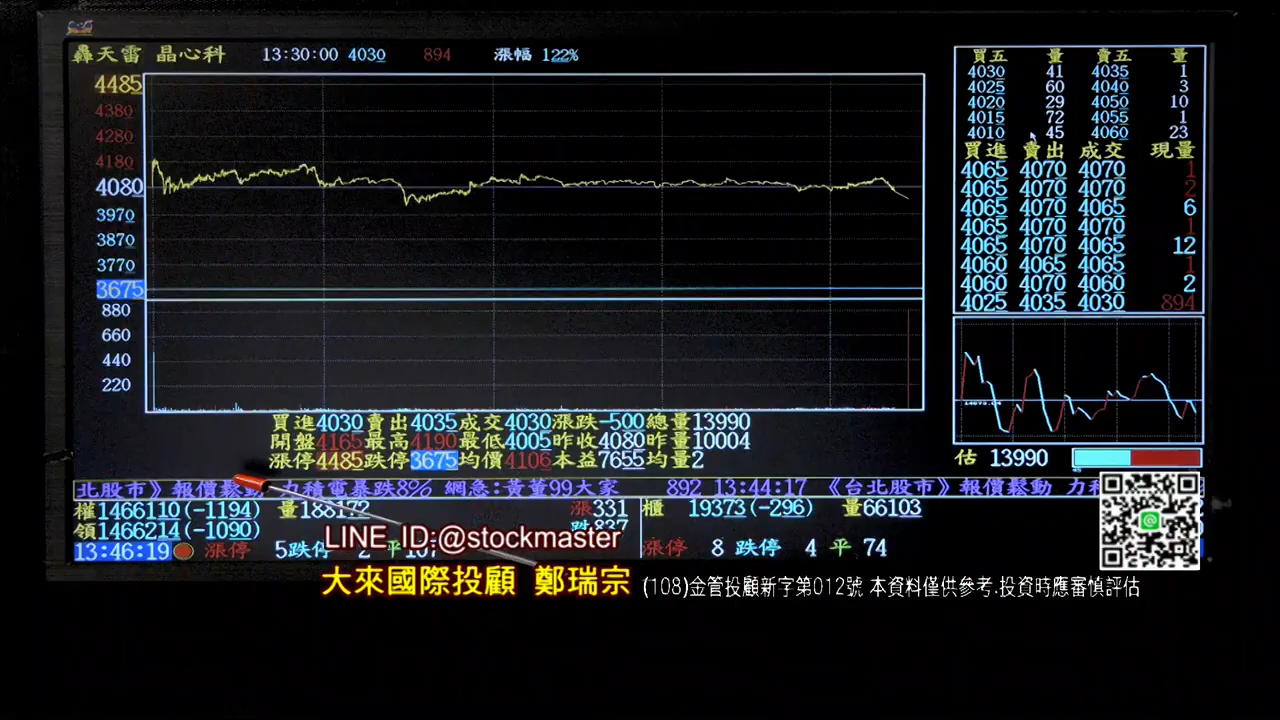 轟天雷 晶心科 13:30:00 4030 894 漲幅 122%
4485
4380
4280
4180
4080
3970
3870
3770
3675
880
660
440
220
買五 量 賣五 量
4030 41 4035 1
4025 60 4040 3
4020 29 4050 10
4015 72 4055 1
4010 45 4060 23
買進 賣出 成交 現量
4065 4070 4070 1
4065 4070 4070 2
4065 4070 4065 6
4065 4070 4070 1
4065 4070 4065 12
4060 4065 4065 1
4060 4070 4060 2
4025 4035 4030 894
估 13990
買進4030賣出4035成交4030漲跌-500總量13990
開盤4165最高4190最低4005昨收4080昨量10004
漲停4485跌停3675均價4106本益7655均量2
北股市》報價鬆動 力積電暴跌8% 網急:黃董99大家 892 13:44:17 《台北股市》報價鬆動 力積
權1466110(-1194) 量188172 漲331 櫃 19373(-296) 量66103
領1466214(-1090) 跌837
13:46:19 漲停 5跌停 2 平107 漲停 8 跌停 4 平 74
LINE ID:@stockmaster
大來國際投顧 鄭瑞宗 (108)金管投顧新字第012號 本資料僅供參考.投資時應審慎評估